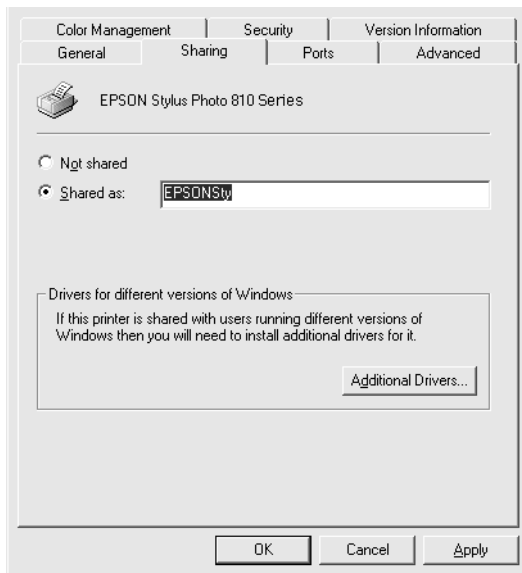 Color Management Security Version Information
General Sharing Ports Advanced
EPSON Stylus Photo 810 Series
Not shared
Shared as: EPSONSty
Drivers for different versions of Windows
If this printer is shared with users running different versions of
Windows then you will need to install additional drivers for it.
Additional Drivers...
OK Cancel Apply